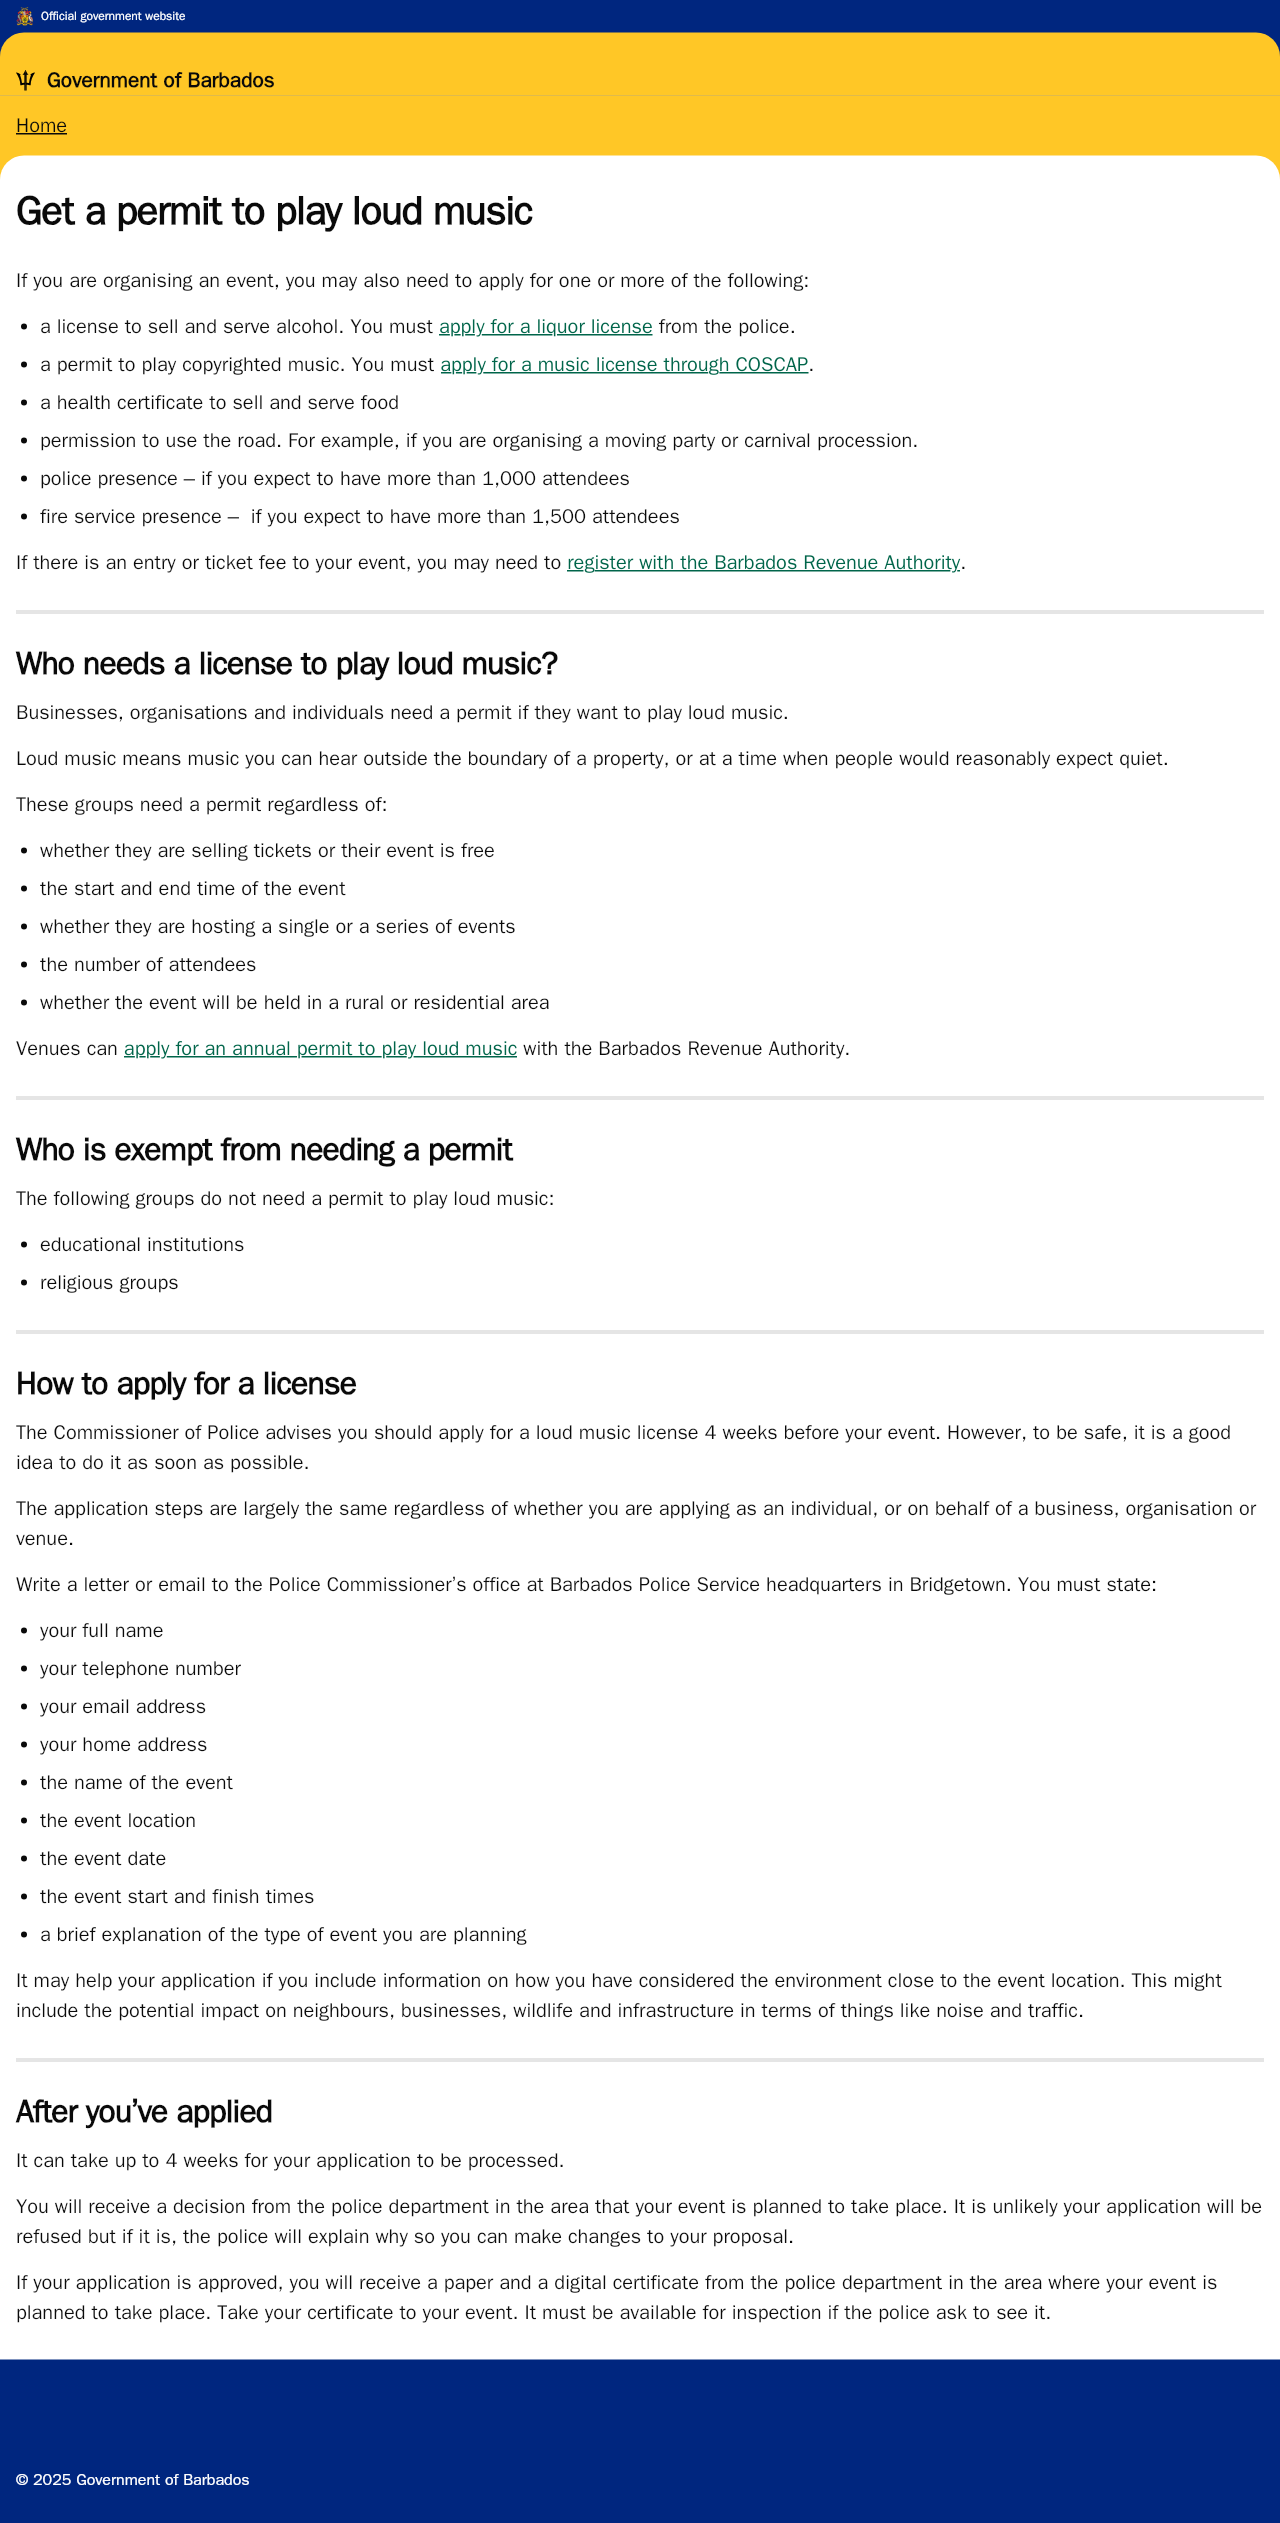 Official government website
Government of Barbados
Home
Get a permit to play loud music
If you are organising an event, you may also need to apply for one or more of the following:
• a license to sell and serve alcohol. You must apply for a liquor license from the police.
• a permit to play copyrighted music. You must apply for a music license through COSCAP.
• a health certificate to sell and serve food
• permission to use the road. For example, if you are organising a moving party or carnival procession.
• police presence – if you expect to have more than 1,000 attendees
• fire service presence –  if you expect to have more than 1,500 attendees
If there is an entry or ticket fee to your event, you may need to register with the Barbados Revenue Authority.
Who needs a license to play loud music?
Businesses, organisations and individuals need a permit if they want to play loud music.
Loud music means music you can hear outside the boundary of a property, or at a time when people would reasonably expect quiet.
These groups need a permit regardless of:
• whether they are selling tickets or their event is free
• the start and end time of the event
• whether they are hosting a single or a series of events
• the number of attendees
• whether the event will be held in a rural or residential area
Venues can apply for an annual permit to play loud music with the Barbados Revenue Authority.
Who is exempt from needing a permit
The following groups do not need a permit to play loud music:
• educational institutions
• religious groups
How to apply for a license
The Commissioner of Police advises you should apply for a loud music license 4 weeks before your event. However, to be safe, it is a good
idea to do it as soon as possible.
The application steps are largely the same regardless of whether you are applying as an individual, or on behalf of a business, organisation or
venue.
Write a letter or email to the Police Commissioner’s office at Barbados Police Service headquarters in Bridgetown. You must state:
• your full name
• your telephone number
• your email address
• your home address
• the name of the event
• the event location
• the event date
• the event start and finish times
• a brief explanation of the type of event you are planning
It may help your application if you include information on how you have considered the environment close to the event location. This might
include the potential impact on neighbours, businesses, wildlife and infrastructure in terms of things like noise and traffic.
After you’ve applied
It can take up to 4 weeks for your application to be processed.
You will receive a decision from the police department in the area that your event is planned to take place. It is unlikely your application will be
refused but if it is, the police will explain why so you can make changes to your proposal.
If your application is approved, you will receive a paper and a digital certificate from the police department in the area where your event is
planned to take place. Take your certificate to your event. It must be available for inspection if the police ask to see it.
© 2025 Government of Barbados